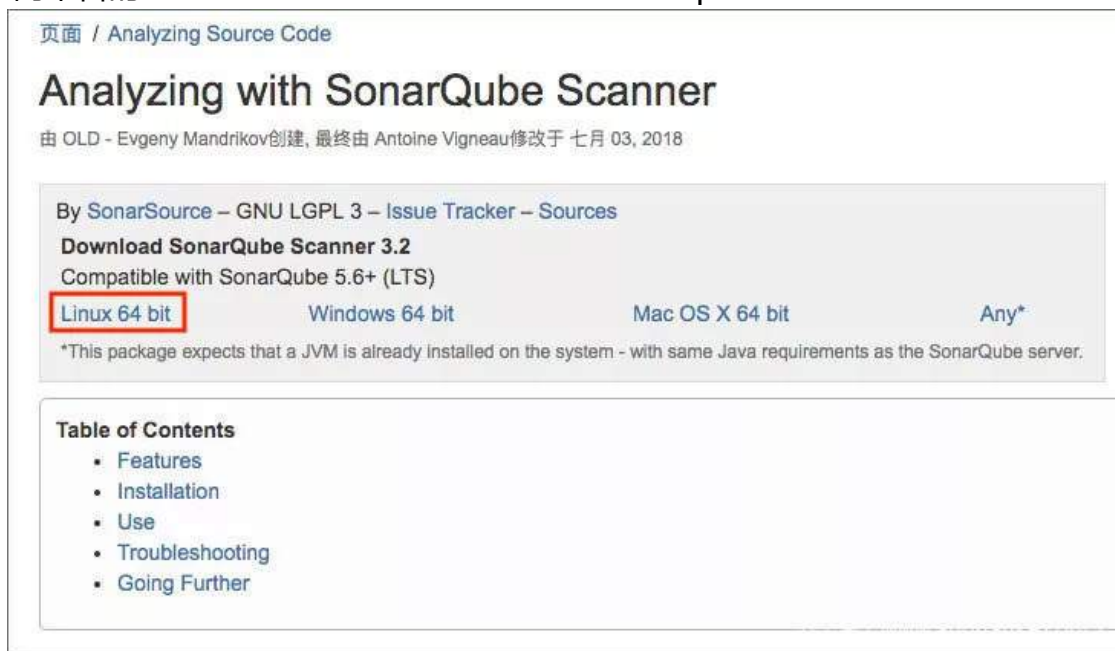 页面 / Analyzing Source Code
Analyzing with SonarQube Scanner
由 OLD - Evgeny Mandrikov创建, 最终由 Antoine Vigneau修改于 七月 03, 2018
By SonarSource – GNU LGPL 3 – Issue Tracker – Sources
Download SonarQube Scanner 3.2
Compatible with SonarQube 5.6+ (LTS)
Linux 64 bit Windows 64 bit Mac OS X 64 bit Any*
*This package expects that a JVM is already installed on the system - with same Java requirements as the SonarQube server.
Table of Contents
• Features
• Installation
• Use
• Troubleshooting
• Going Further